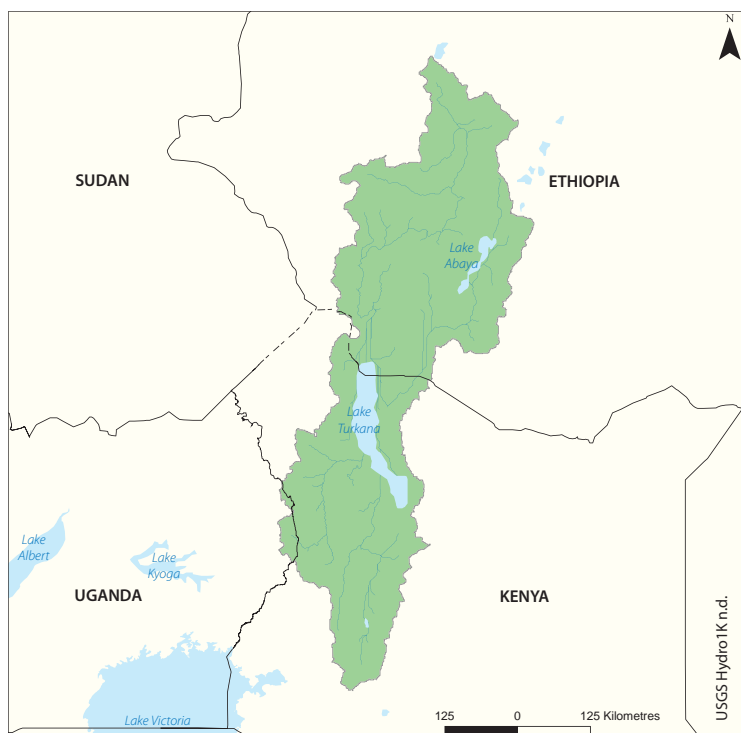 N
SUDAN
ETHIOPIA
Lake
Abaya
Lake
Turkana
Lake
Albert
Lake
Kyoga
UGANDA
KENYA
USGS Hydro1K n.d.
Lake Victoria
125 0 125 Kilometres